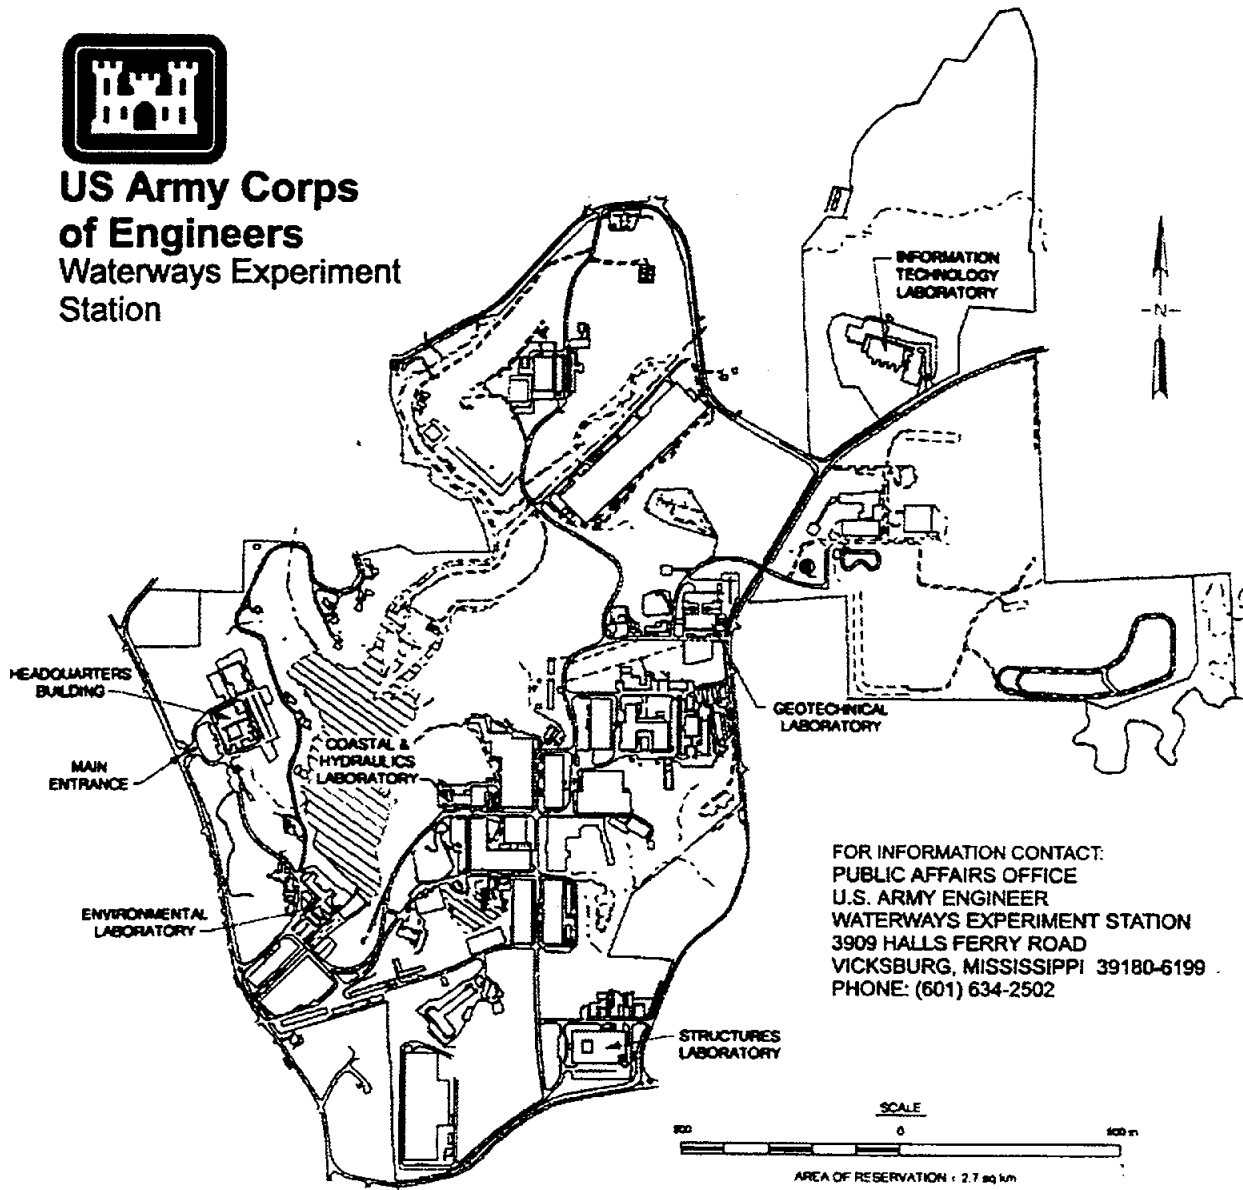 US Army Corps
of Engineers
Waterways Experiment
Station
INFORMATION
TECHNOLOGY
LABORATORY
N
HEADQUARTERS
BUILDING
MAIN
ENTRANCE
COASTAL &
HYDRAULICS
LABORATORY
GEOTECHNICAL
LABORATORY
ENVIRONMENTAL
LABORATORY
FOR INFORMATION CONTACT:
PUBLIC AFFAIRS OFFICE
U.S. ARMY ENGINEER
WATERWAYS EXPERIMENT STATION
3909 HALLS FERRY ROAD
VICKSBURG, MISSISSIPPI 39180-6199
PHONE: (601) 634-2502
STRUCTURES
LABORATORY
SCALE
500 0 500 m
AREA OF RESERVATION : 2.7 sq km